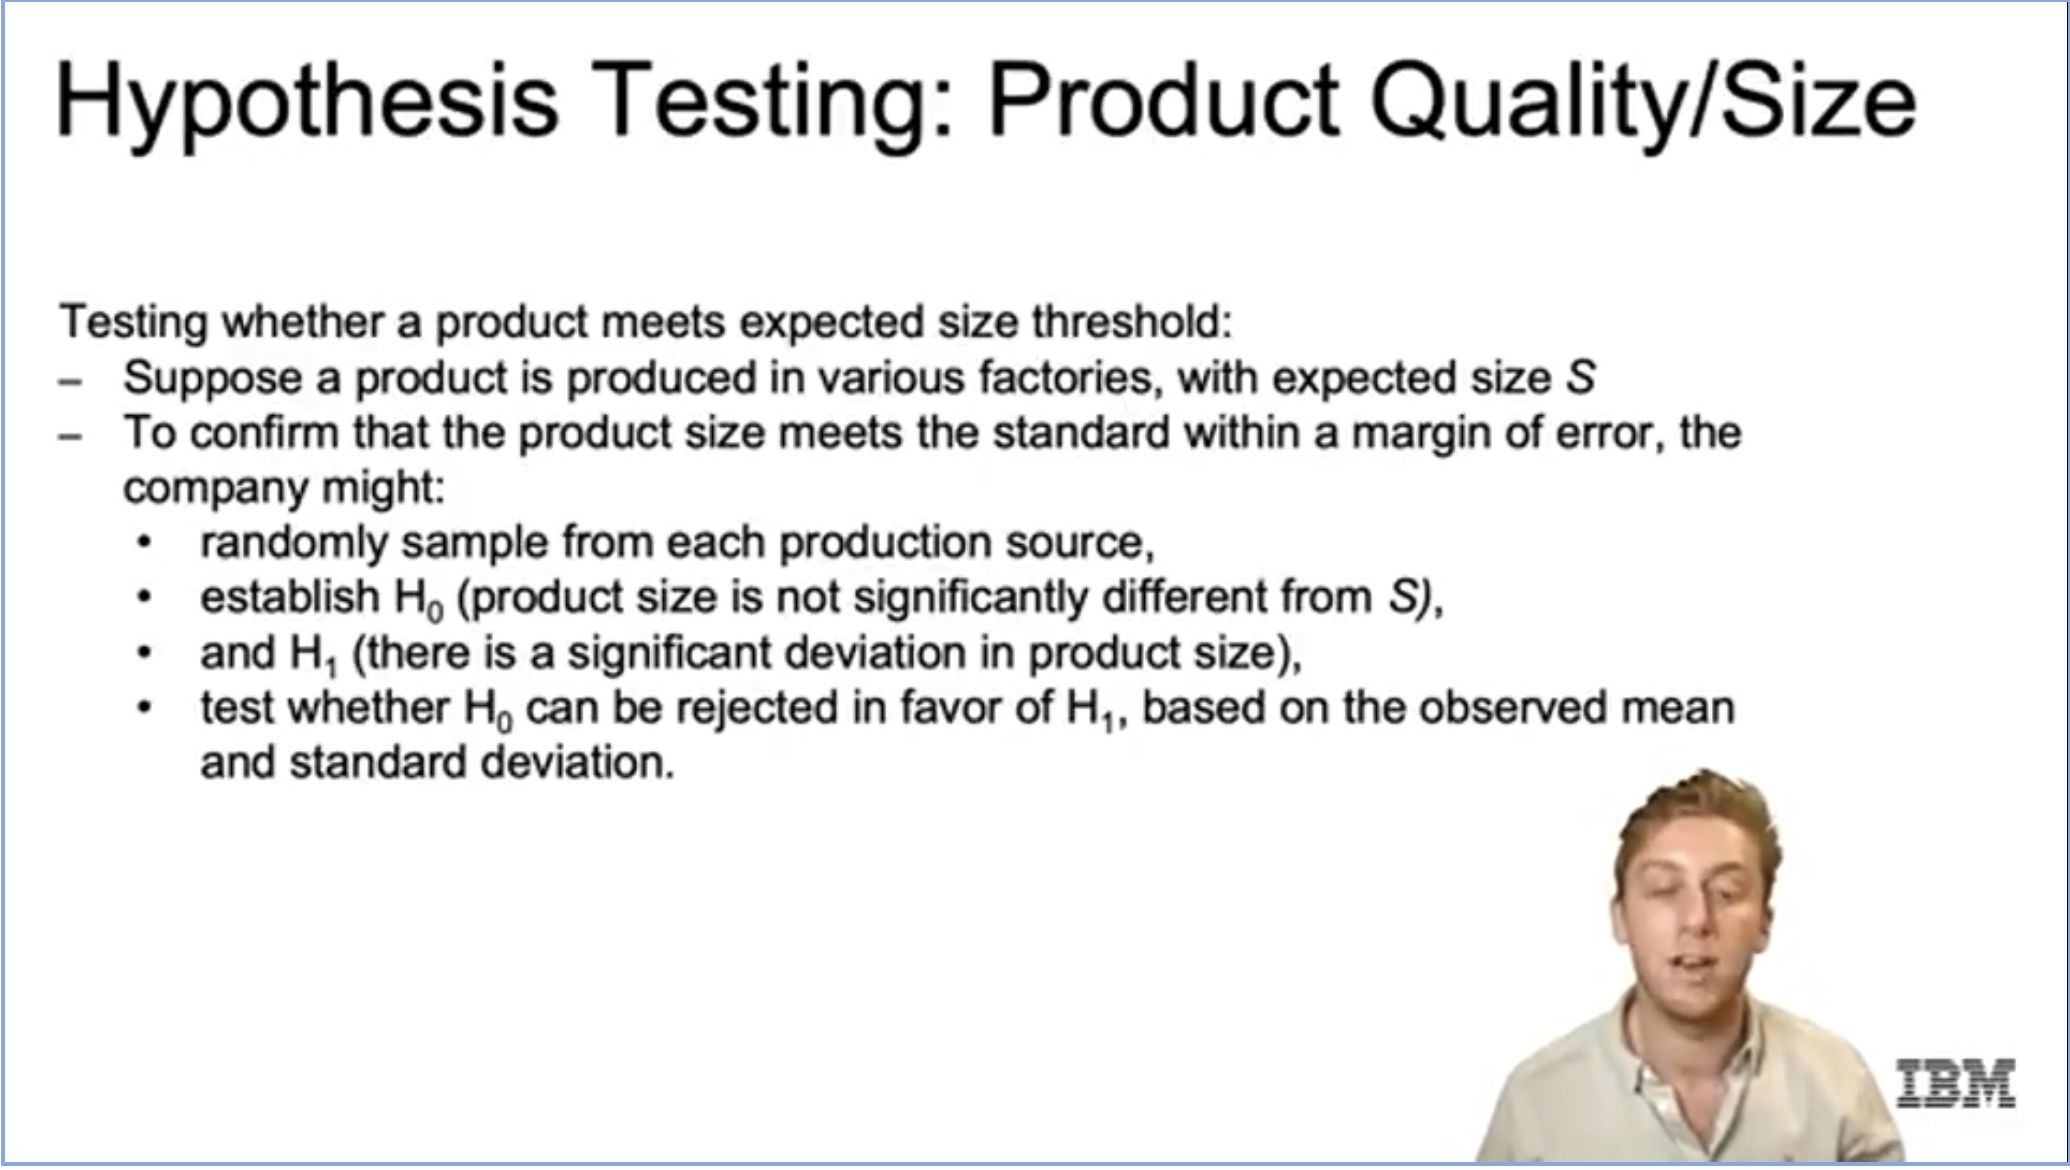 Hypothesis Testing: Product Quality/Size
Testing whether a product meets expected size threshold:
– Suppose a product is produced in various factories, with expected size S
– To confirm that the product size meets the standard within a margin of error, the
company might:
• randomly sample from each production source,
• establish H₀ (product size is not significantly different from S),
• and H₁ (there is a significant deviation in product size),
• test whether H₀ can be rejected in favor of H₁, based on the observed mean
and standard deviation.
IBM